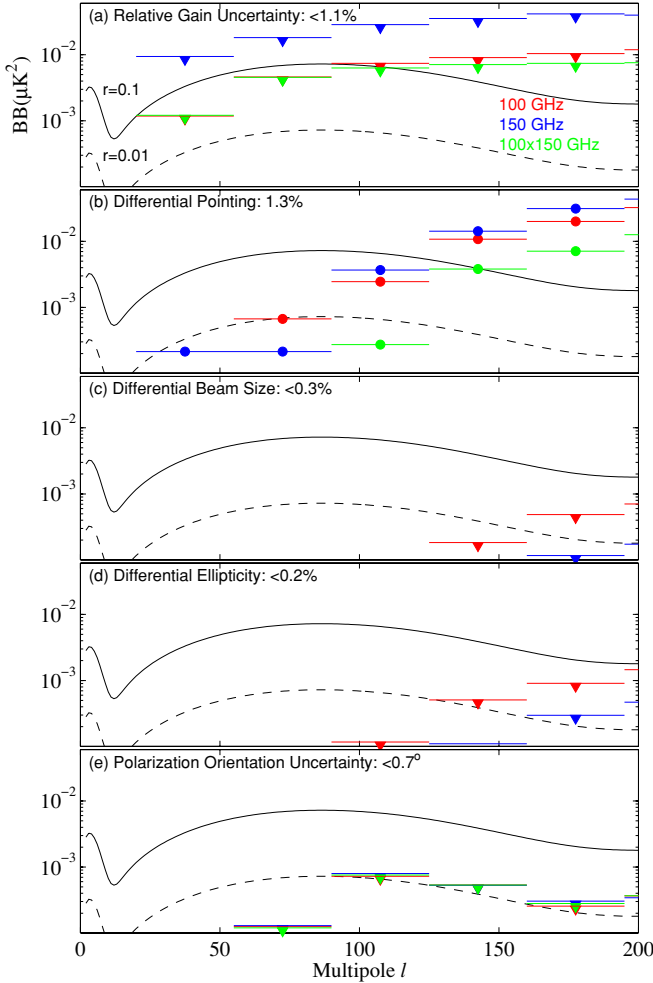 (a) Relative Gain Uncertainty: <1.1%
10⁻²
BB(μK²)
r=0.1
100 GHz
10⁻³
150 GHz
r=0.01
100x150 GHz
(b) Differential Pointing: 1.3%
10⁻²
10⁻³
(c) Differential Beam Size: <0.3%
10⁻²
10⁻³
(d) Differential Ellipticity: <0.2%
10⁻²
10⁻³
(e) Polarization Orientation Uncertainty: <0.7°
10⁻²
10⁻³
0 50 100 150 200
Multipole l